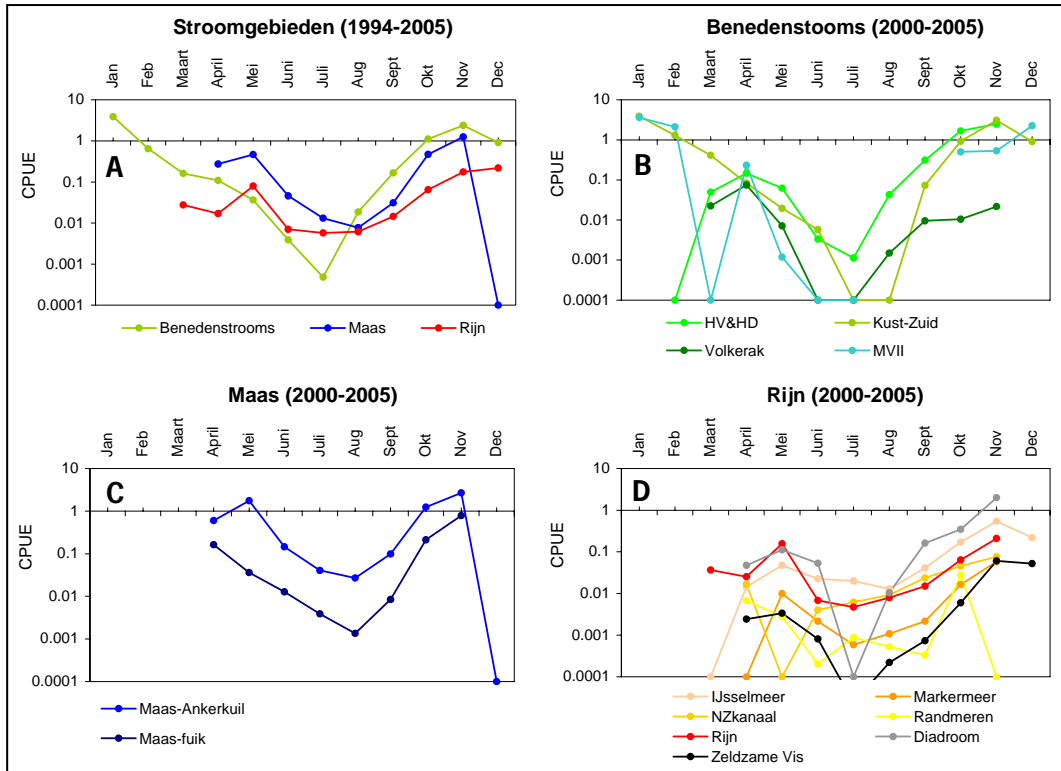 Stroomgebieden (1994-2005)
Jan Feb Maart April Mei Juni Juli Aug Sept Okt Nov Dec
10
1
0.1
0.01
0.001
0.0001
CPUE
A
Benedenstrooms Maas Rijn
Benedenstooms (2000-2005)
Jan Feb Maart April Mei Juni Juli Aug Sept Okt Nov Dec
10
1
0.1
0.01
0.001
0.0001
CPUE
B
HV&HD Kust-Zuid
Volkerak MVII
Maas (2000-2005)
Jan Feb Maart April Mei Juni Juli Aug Sept Okt Nov Dec
10
1
0.1
0.01
0.001
0.0001
CPUE
C
Maas-Ankerkuil
Maas-fuik
Rijn (2000-2005)
Jan Feb Maart April Mei Juni Juli Aug Sept Okt Nov Dec
10
1
0.1
0.01
0.001
0.0001
CPUE
D
IJsselmeer Markermeer
NZkanaal Randmeren
Rijn Diadroom
Zeldzame Vis